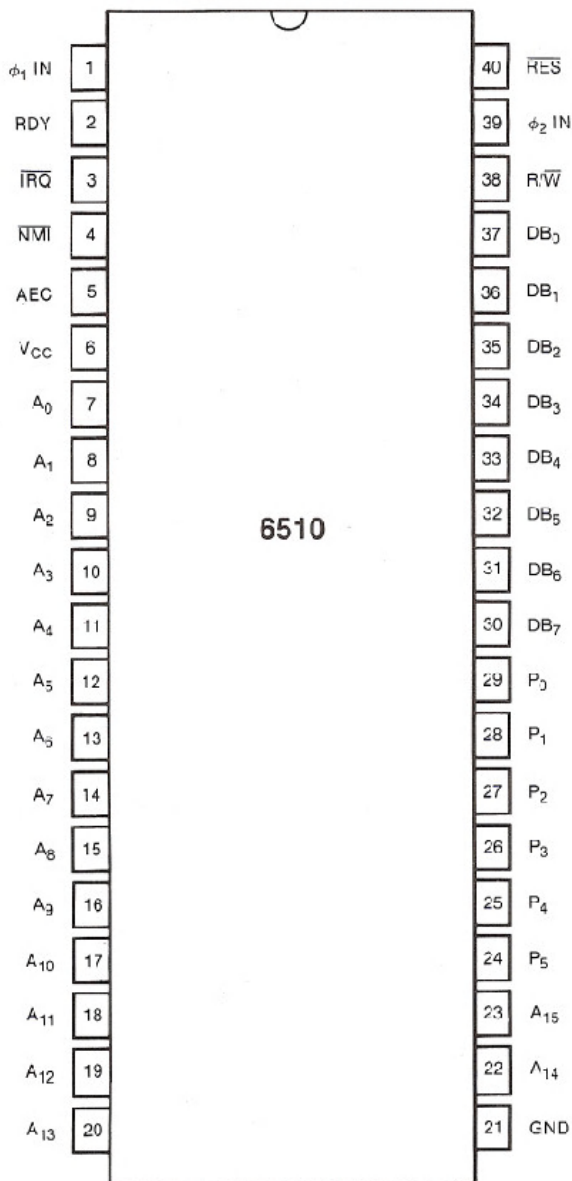 φ₁ IN 1 40 R̅E̅S̅
RDY 2 39 φ₂ IN
I̅R̅Q̅ 3 38 R/W̅
N̅M̅I̅ 4 37 DB₀
AEC 5 36 DB₁
V_CC 6 35 DB₂
A₀ 7 34 DB₃
A₁ 8 33 DB₄
A₂ 9 32 DB₅
6510
A₃ 10 31 DB₆
A₄ 11 30 DB₇
A₅ 12 29 P₀
A₆ 13 28 P₁
A₇ 14 27 P₂
A₈ 15 26 P₃
A₉ 16 25 P₄
A₁₀ 17 24 P₅
A₁₁ 18 23 A₁₅
A₁₂ 19 22 A₁₄
A₁₃ 20 21 GND